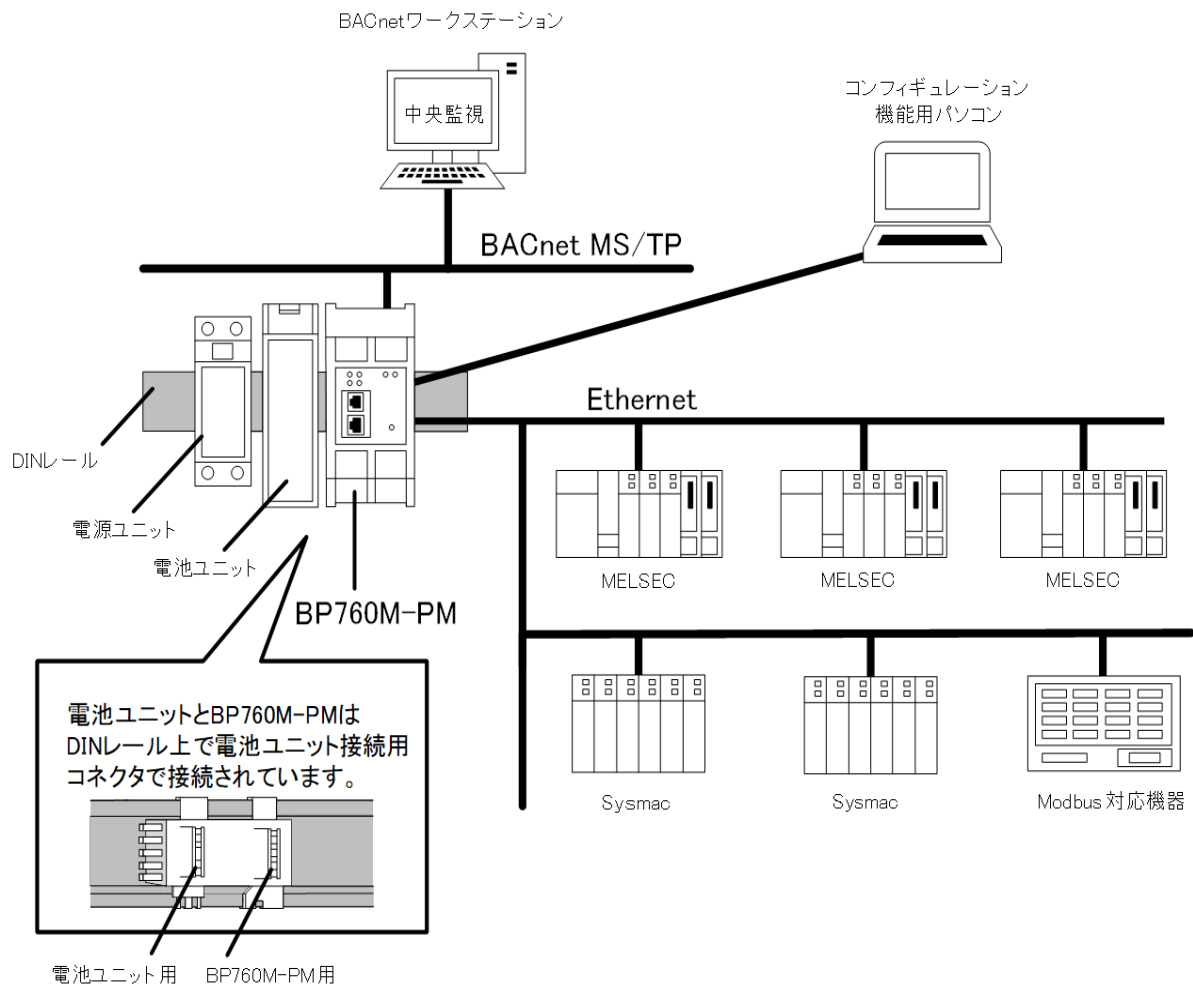 BACnetワークステーション
中央監視
コンフィギュレーション
機能用パソコン
BACnet MS/TP
Ethernet
DINレール
電源ユニット
電池ユニット
BP760M-PM
MELSEC
MELSEC
MELSEC
電池ユニットとBP760M-PMは
DINレール上で電池ユニット接続用
コネクタで接続されています。
Sysmac
Sysmac
Modbus 対応機器
電池ユニット用
BP760M-PM用